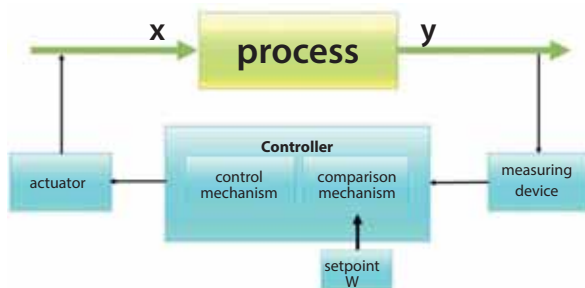 x
process
y
Controller
control
mechanism
comparison
mechanism
actuator
measuring
device
setpoint
W